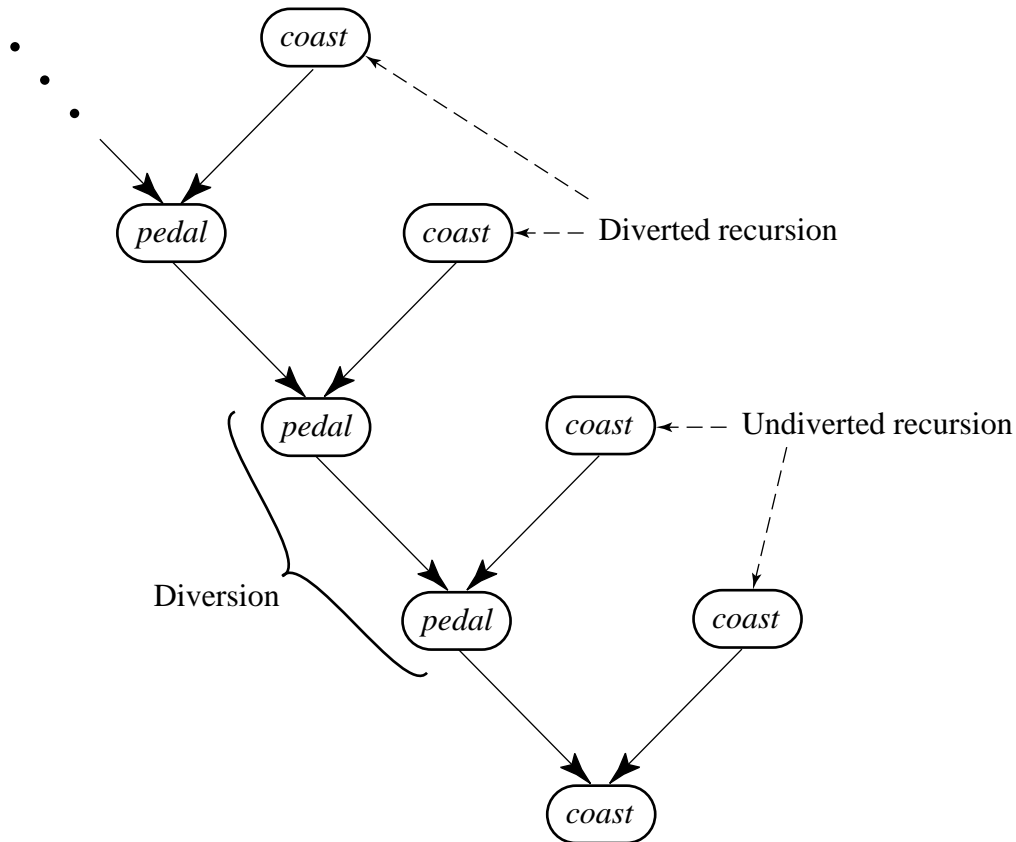 coast
pedal
coast
Diverted recursion
pedal
coast
Undiverted recursion
Diversion
pedal
coast
coast